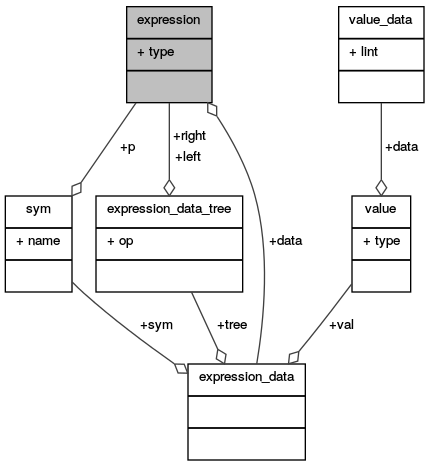 expression
+ type
value_data
+ lint
+p
+right
+left
+data
sym
+ name
expression_data_tree
+ op
value
+ type
+data
+sym
+tree
+val
expression_data